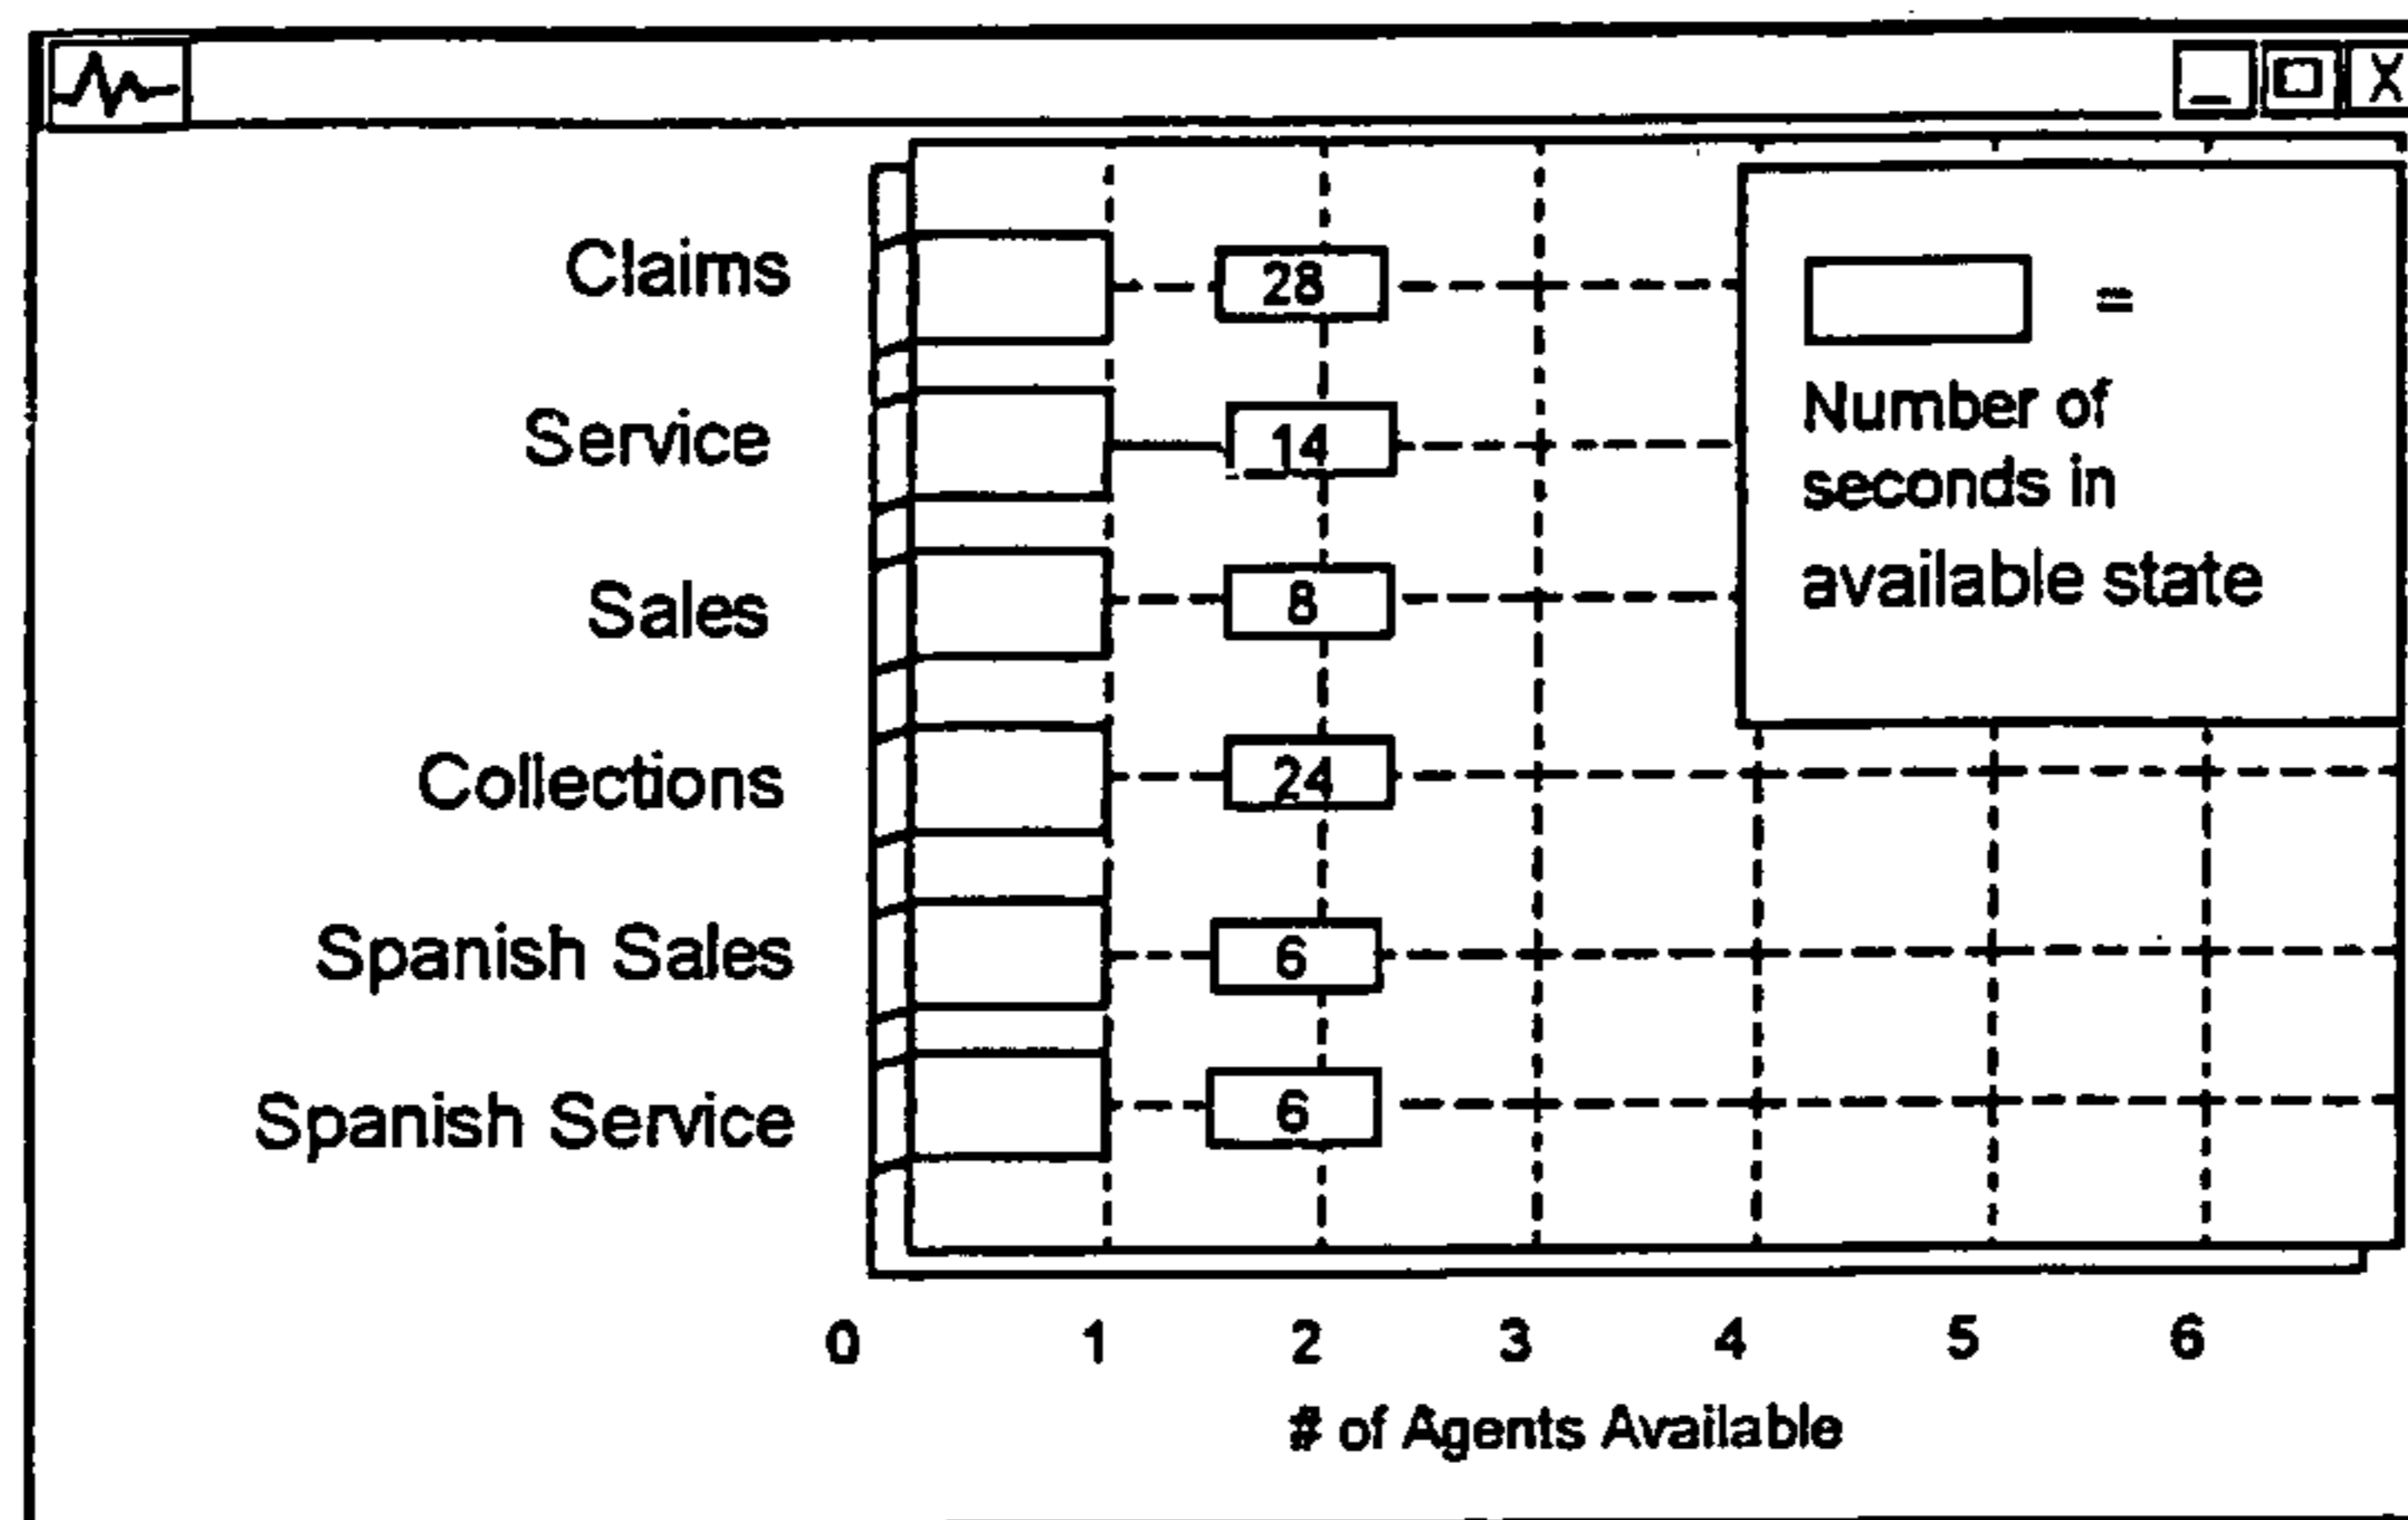 X
Claims 28
=
Number of
Service 14
seconds in
available state
Sales 8
Collections 24
Spanish Sales 6
Spanish Service 6
0 1 2 3 4 5 6
# of Agents Available